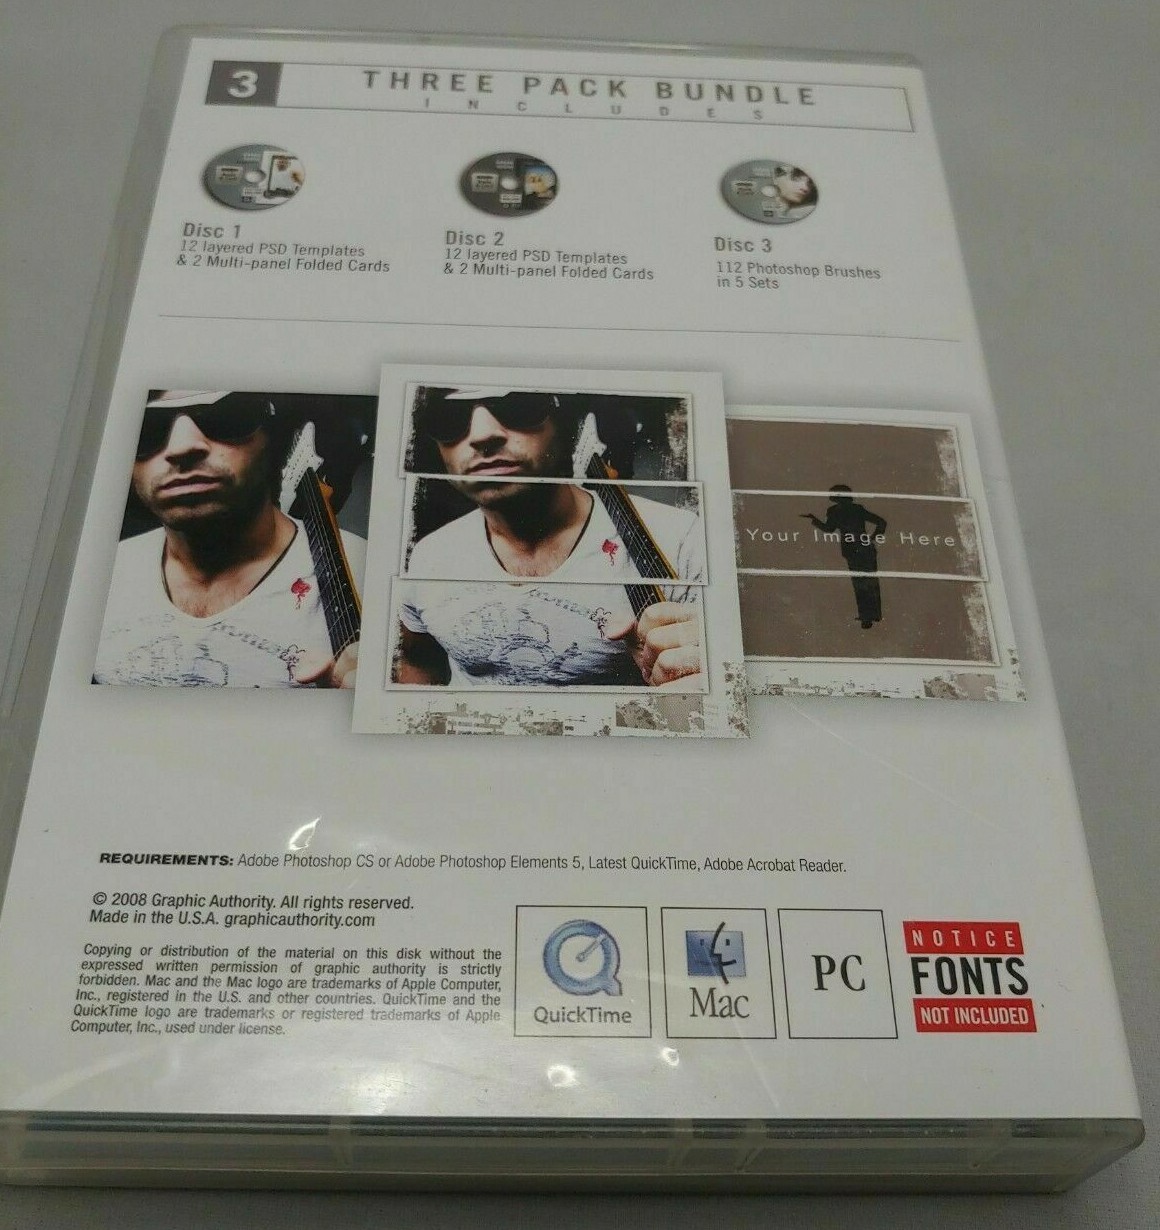 3
THREE PACK BUNDLE
INCLUDES
Disc 1
12 layered PSD Templates
& 2 Multi-panel Folded Cards
Disc 2
12 layered PSD Templates
& 2 Multi-panel Folded Cards
Disc 3
112 Photoshop Brushes
in 5 Sets
Your Image Here
REQUIREMENTS: Adobe Photoshop CS or Adobe Photoshop Elements 5, Latest QuickTime, Adobe Acrobat Reader.
© 2008 Graphic Authority. All rights reserved.
Made in the U.S.A. graphicauthority.com
Copying or distribution of the material on this disk without the
expressed written permission of graphic authority is strictly
forbidden. Mac and the Mac logo are trademarks of Apple Computer,
Inc., registered in the U.S. and other countries. QuickTime and the
QuickTime logo are trademarks or registered trademarks of Apple
Computer, Inc., used under license.
QuickTime
Mac
PC
NOTICE
FONTS
NOT INCLUDED